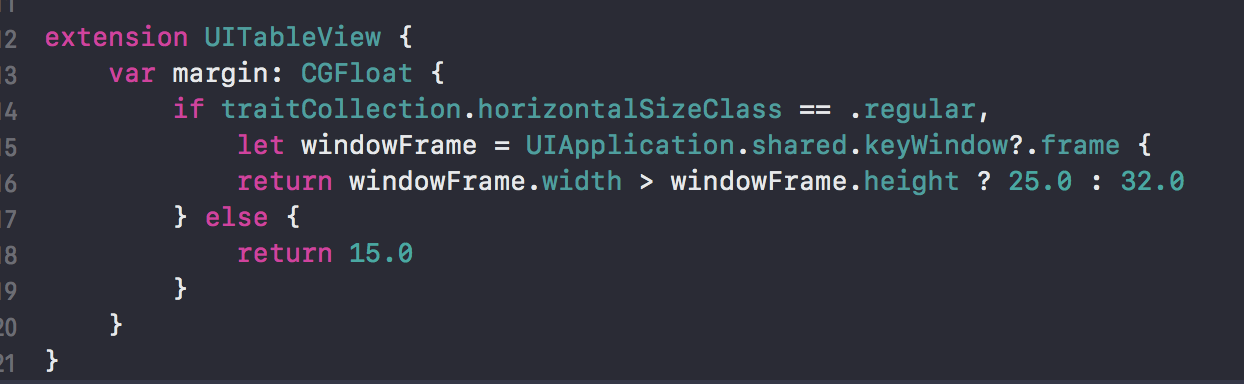 12 extension UITableView {
13     var margin: CGFloat {
14         if traitCollection.horizontalSizeClass == .regular,
15             let windowFrame = UIApplication.shared.keyWindow?.frame {
16             return windowFrame.width > windowFrame.height ? 25.0 : 32.0
17         } else {
18             return 15.0
19         }
20     }
21 }